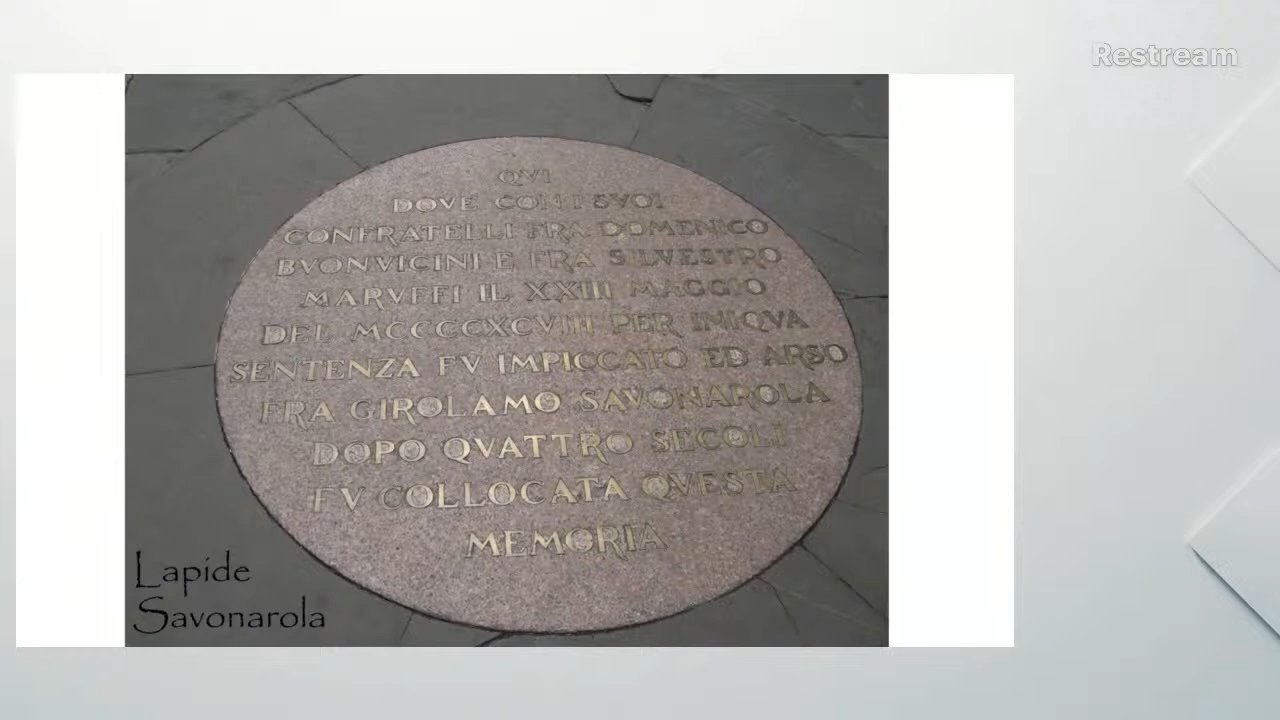 Restream
QVI
DOVE CON I SVOI
CONFRATELLI FRA DOMENICO
BVONVICINI E FRA SILVESTRO
MARVFFI IL XXIII MAGGIO
DEL MCCCCXCVIII PER INIQVA
SENTENZA FV IMPICCATO ED ARSO
FRA GIROLAMO SAVONAROLA
DOPO QVATTRO SECOLI
FV COLLOCATA QVESTA
MEMORIA
Lapide
Savonarola